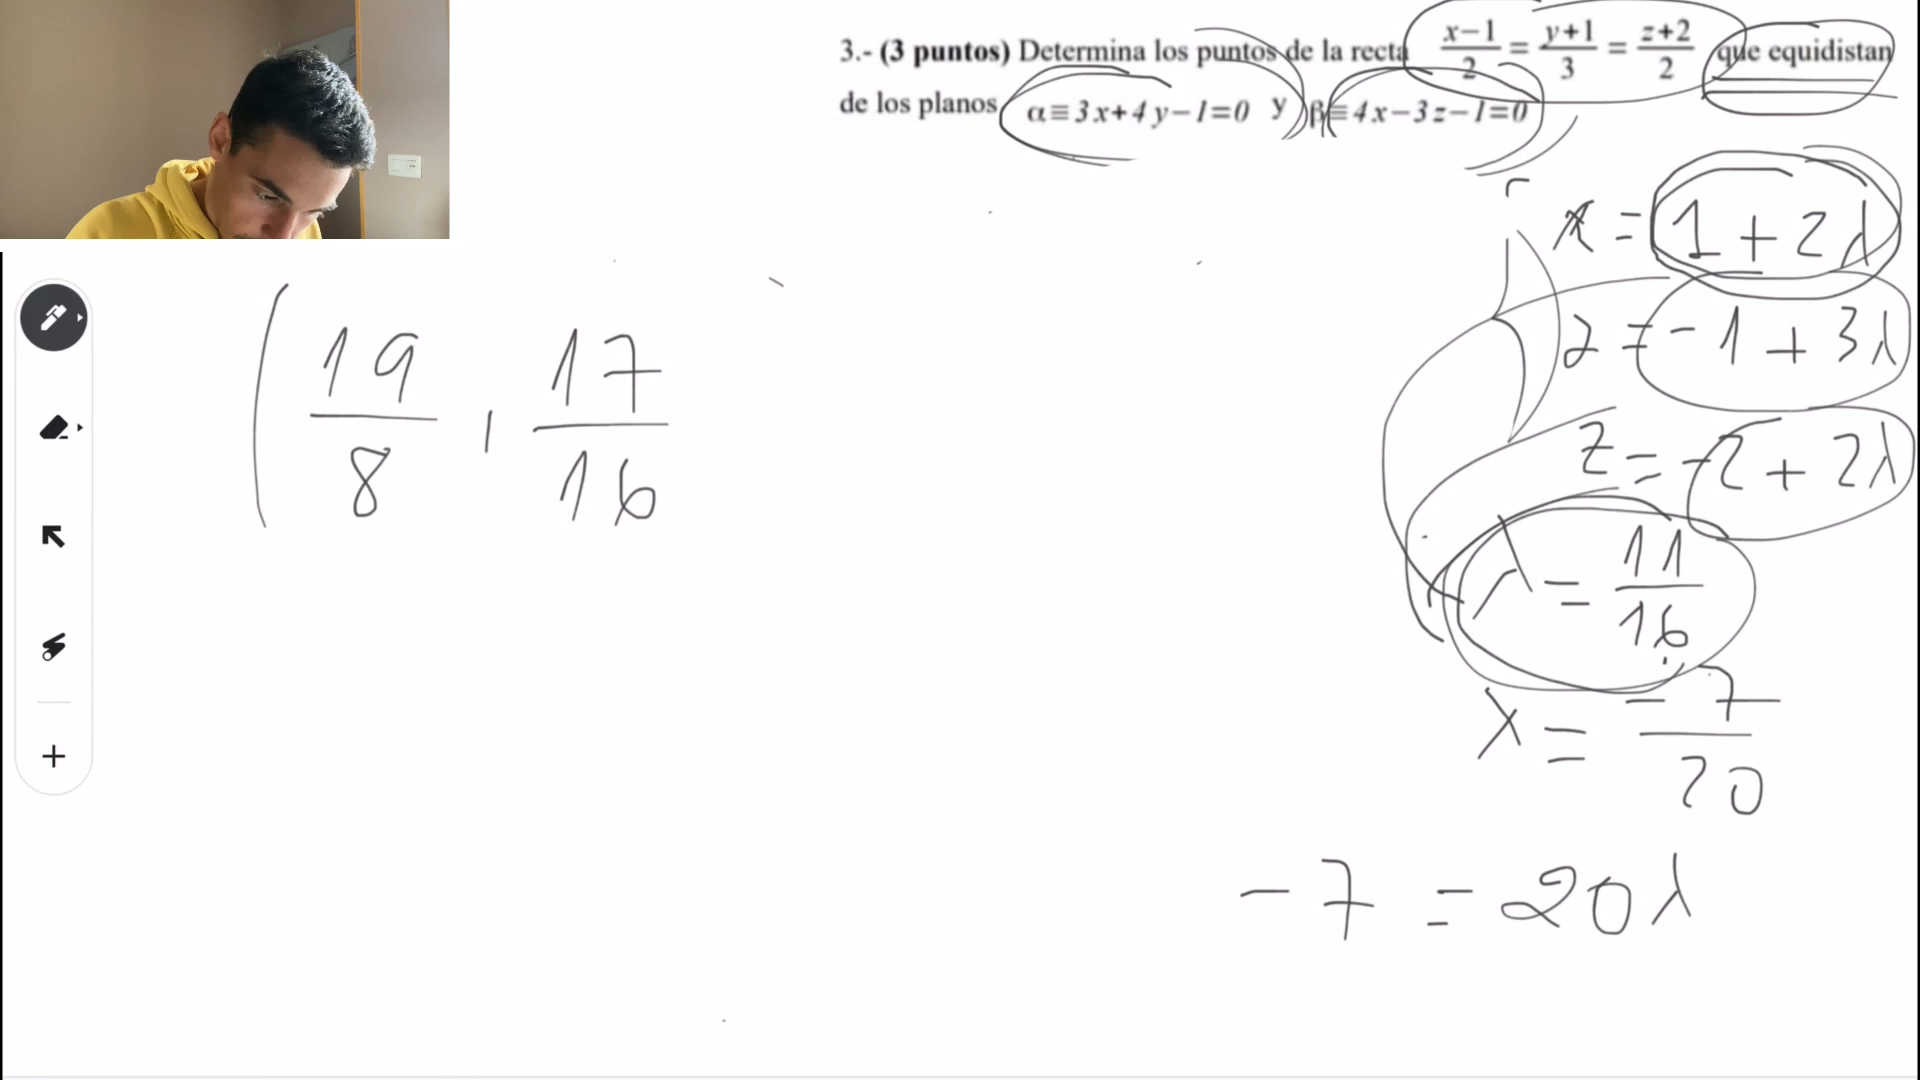 3.- (3 puntos) Determina los puntos de la recta x−1/2 = y+1/3 = z+2/2 que equidistan
de los planos α≡3x+4y−1=0 y β≡4x−3z−1=0
x = 1 + 2λ
2 = −1 + 3λ
z = −2 + 2λ
(19/8, 17/16
λ = 11/16
λ = −7/20
−7 = 20λ